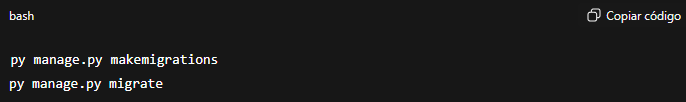 bash
Copiar código
py manage.py makemigrations
py manage.py migrate